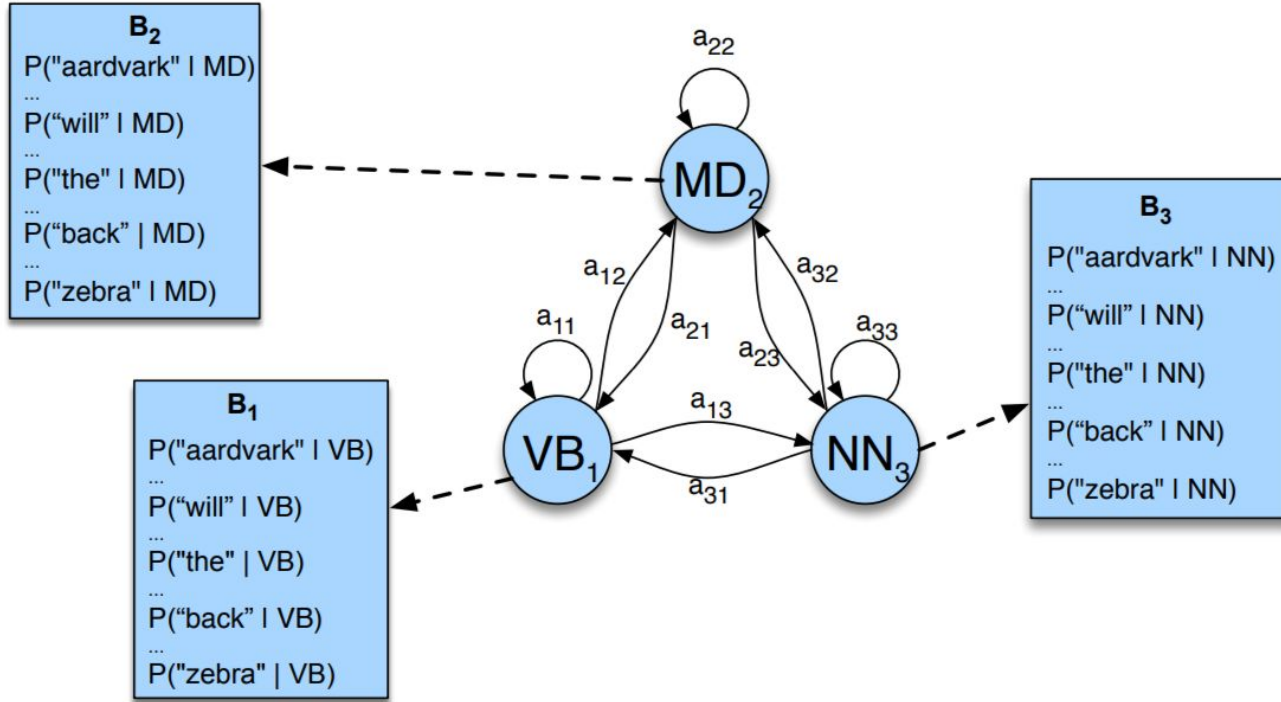 B2
P("aardvark" | MD)
...
P(“will” | MD)
...
P("the" | MD)
...
P(“back” | MD)
...
P("zebra" | MD)
a22
MD2
a12
a21
a32
a23
a11
a33
VB1
a13
a31
NN3
B1
P("aardvark" | VB)
...
P(“will” | VB)
...
P("the" | VB)
...
P(“back” | VB)
...
P("zebra" | VB)
B3
P("aardvark" | NN)
...
P(“will” | NN)
...
P("the" | NN)
...
P(“back” | NN)
...
P("zebra" | NN)